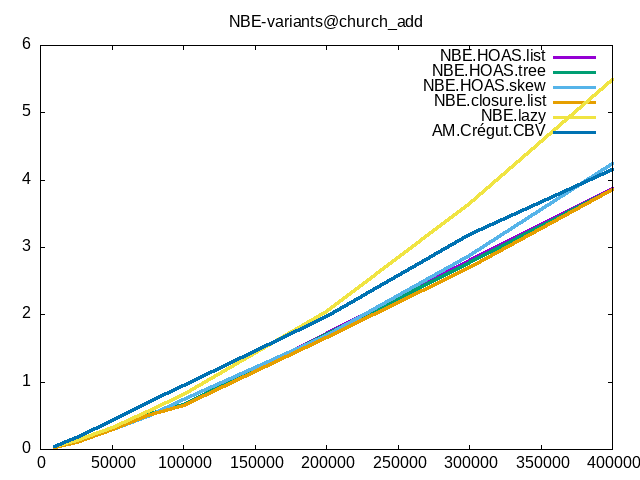 NBE-variants@church_add
6
5
4
3
2
1
0
NBE.HOAS.list
NBE.HOAS.tree
NBE.HOAS.skew
NBE.closure.list
NBE.lazy
AM.Crégut.CBV
0 50000 100000 150000 200000 250000 300000 350000 400000